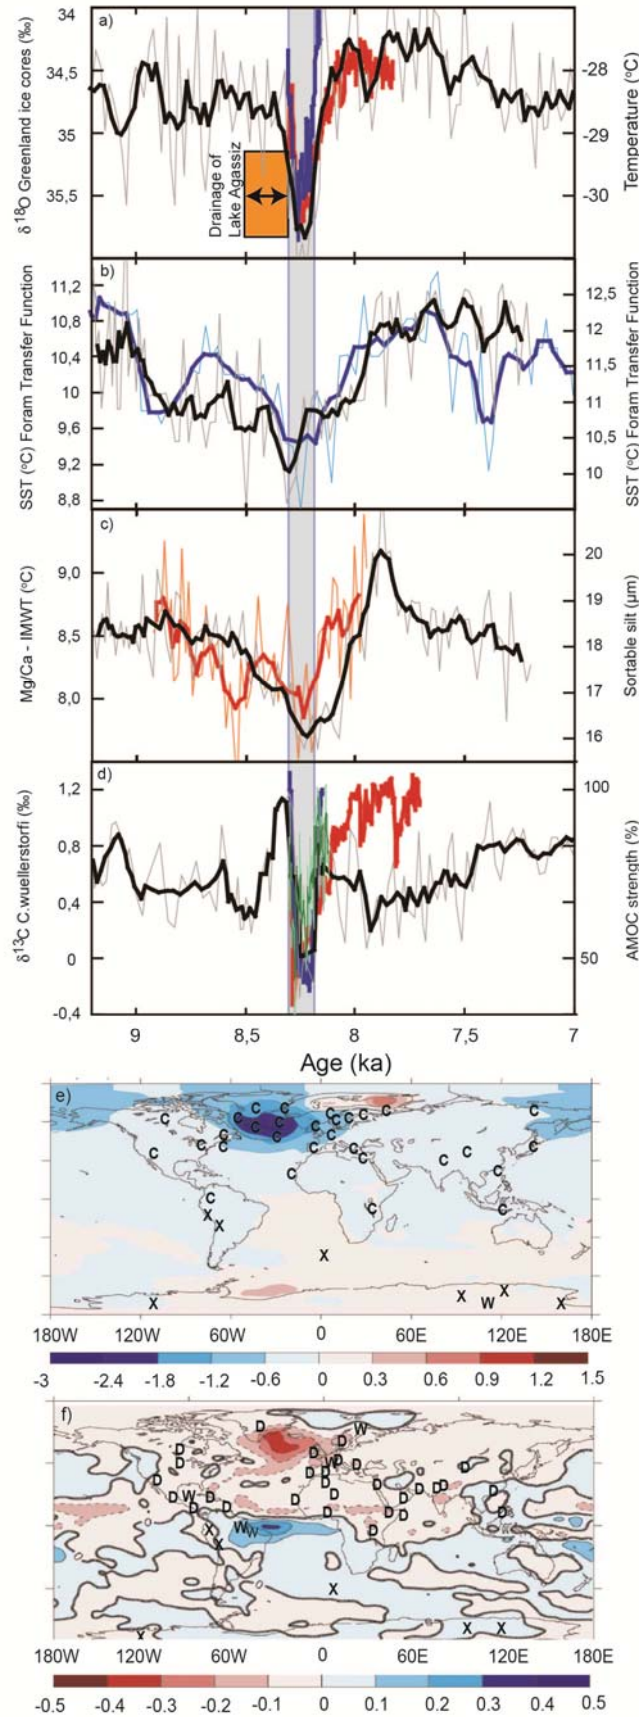 a)
34
34,5
35
35,5
δ18O Greenland ice cores (‰)
-28
-29
-30
Temperature (°C)
Drainage of
Lake Agassiz
b)
11,2
10,8
10,4
10
9,6
9,2
8,8
SST (°C) Foram Transfer Function
12,5
12
11,5
11
10,5
10
SST (°C) Foram Transfer Function
c)
9,0
8,5
8,0
Mg/Ca - IMWT (°C)
20
19
18
17
16
Sortable silt (μm)
d)
1,2
0,8
0,4
0
-0,4
δ13C C.wuellerstorfi (‰)
100
50
AMOC strength (%)
9 8,5 8 7,5 7
Age (ka)
e)
C C C C C C C C C C C C C C C C C C C C C C C C C C C C
X X X X X X W X
180W 120W 60W 0 60E 120E 180E
-3 -2.4 -1.8 -1.2 -0.6 0 0.3 0.6 0.9 1.2 1.5
f)
D W D D D D W D D D D D D W D D D D D D D D D D D D D D
W W X X X X X X
180W 120W 60W 0 60E 120E 180E
-0.5 -0.4 -0.3 -0.2 -0.1 0 0.1 0.2 0.3 0.4 0.5